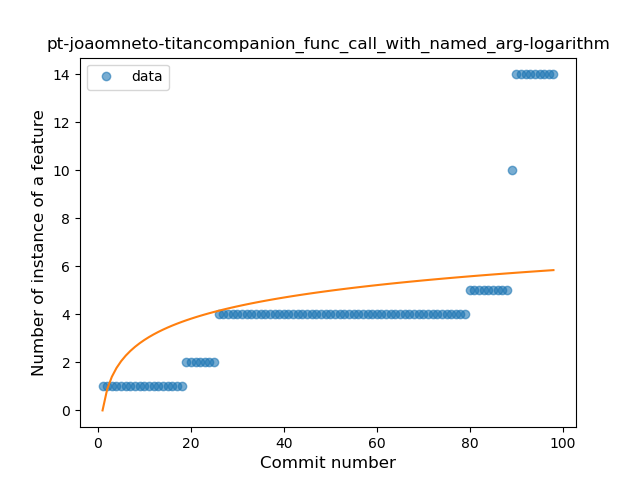 pt-joaomneto-titancompanion_func_call_with_named_arg-logarithm
data
Number of instance of a feature
14
12
10
8
6
4
2
0
0 20 40 60 80 100
Commit number